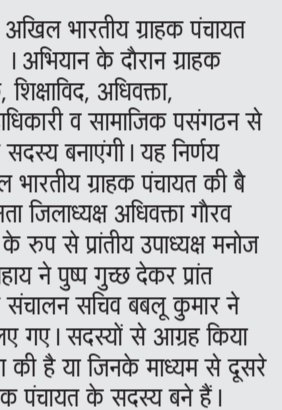 अखिल भारतीय ग्राहक पंचायत
। अभियान के दौरान ग्राहक
, शिक्षाविद, अधिवक्ता,
ाधिकारी व सामाजिक पसंगठन से
सदस्य बनाएंगी। यह निर्णय
ल भारतीय ग्राहक पंचायत की बै
नता जिलाध्यक्ष अधिवक्ता गौरव
के रुप से प्रांतीय उपाध्यक्ष मनोज
हाय ने पुष्प गुच्छ देकर प्रांत
संचालन सचिव बबलू कुमार ने
लए गए। सदस्यों से आग्रह किया
ा की है या जिनके माध्यम से दूसरे
क पंचायत के सदस्य बने हैं।